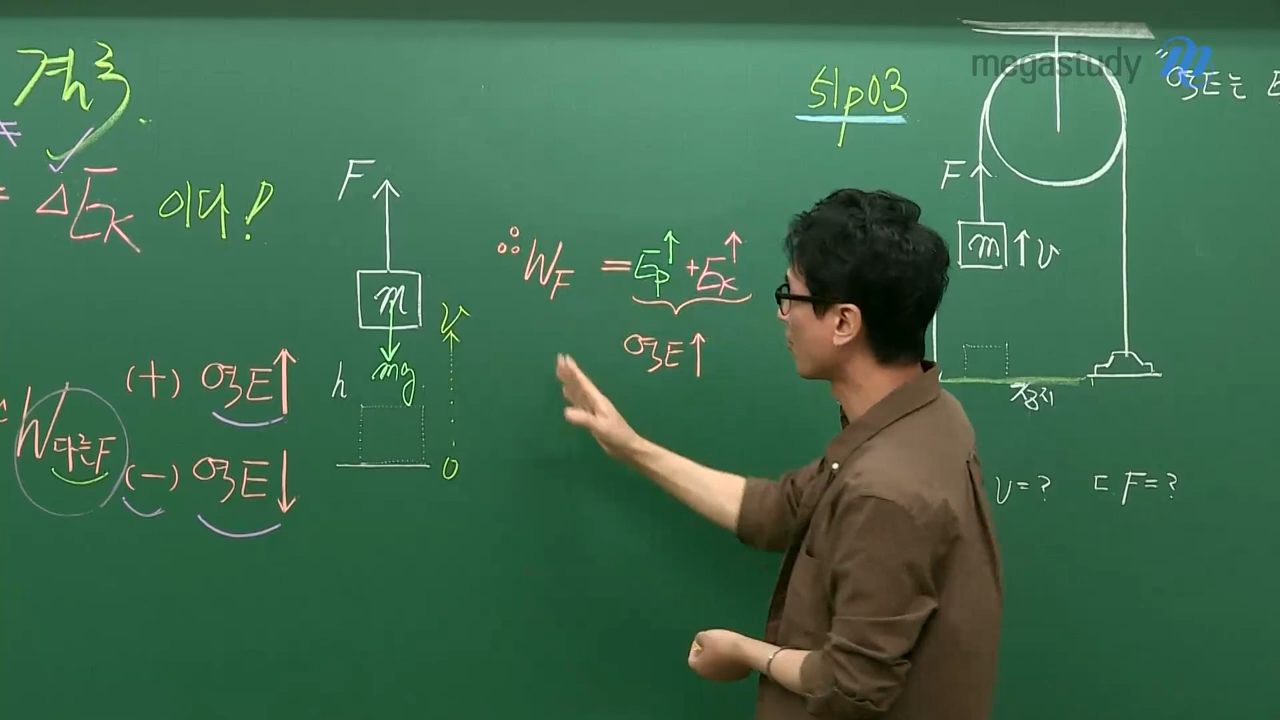 결론
= ΔEk 이다!
W다른F
(+) 역E↑
(-) 역E↓
F
m
mg
h
v
0
∴ WF = Ep↑ + Ek↑
역E↑
51p03
megastudy
F
m ↑v
정지
v=? ㄷ. F=?
"역E는 E